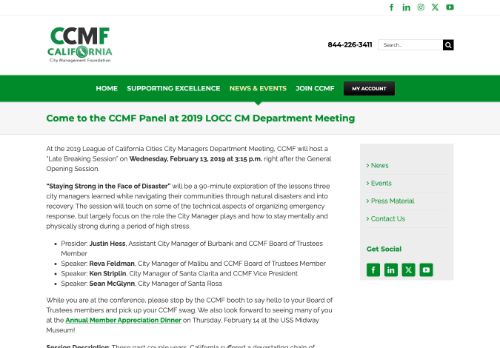 CCMF
CALIFORNIA
City Management Foundation
844-226-3411
Search...
HOME SUPPORTING EXCELLENCE NEWS & EVENTS JOIN CCMF MY ACCOUNT
Come to the CCMF Panel at 2019 LOCC CM Department Meeting
At the 2019 League of California Cities City Managers Department Meeting, CCMF will host a
"Late Breaking Session" on Wednesday, February 13, 2019 at 3:15 p.m. right after the General
Opening Session.
"Staying Strong in the Face of Disaster" will be a 90-minute exploration of the lessons three
city managers learned while navigating their communities through natural disasters and into
recovery. The session will touch on some of the technical aspects of organizing emergency
response, but largely focus on the role the City Manager plays and how to stay mentally and
physically strong during a period of high stress.
• Presider: Justin Hess, Assistant City Manager of Burbank and CCMF Board of Trustees
Member
• Speaker: Reva Feldman, City Manager of Malibu and CCMF Board of Trustees Member
• Speaker: Ken Striplin, City Manager of Santa Clarita and CCMF Vice President
• Speaker: Sean McGlynn, City Manager of Santa Rosa
While you are at the conference, please stop by the CCMF booth to say hello to your Board of
Trustees members and pick up your CCMF swag. We also look forward to seeing many of you
at the Annual Member Appreciation Dinner on Thursday, February 14 at the USS Midway
Museum!
Session Description: These past couple years, California suffered a devastating chain of
> News
> Events
> Press Material
> Contact Us
Get Social